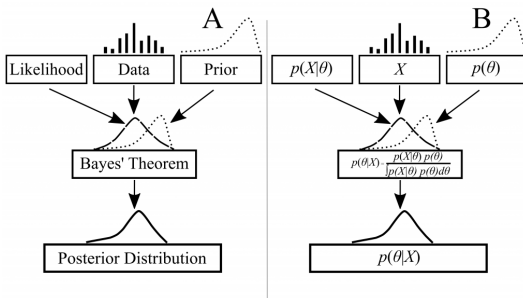 A
Likelihood
Data
Prior
Bayes' Theorem
Posterior Distribution
B
p(X|θ)
X
p(θ)
p(θ|X)=p(X|θ) p(θ)
∫p(X|θ) p(θ)dθ
p(θ|X)